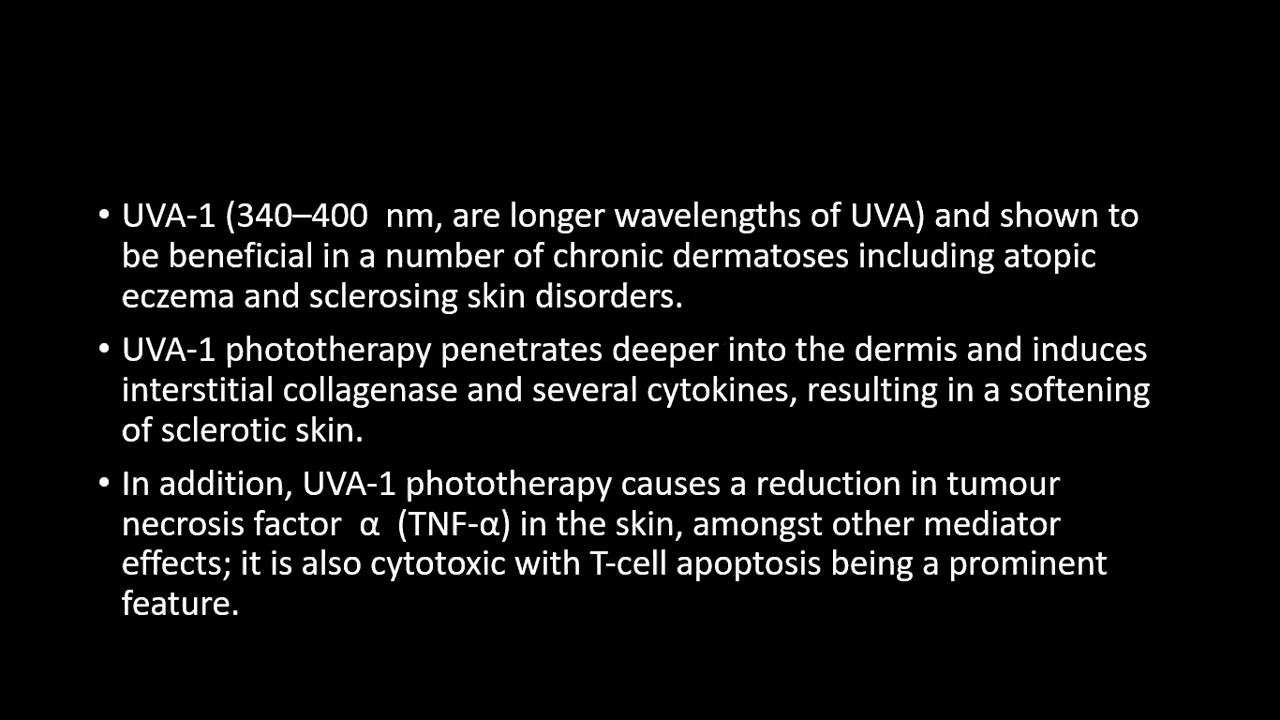 • UVA-1 (340–400  nm, are longer wavelengths of UVA) and shown to
be beneficial in a number of chronic dermatoses including atopic
eczema and sclerosing skin disorders.
• UVA-1 phototherapy penetrates deeper into the dermis and induces
interstitial collagenase and several cytokines, resulting in a softening
of sclerotic skin.
• In addition, UVA-1 phototherapy causes a reduction in tumour
necrosis factor  α  (TNF-α) in the skin, amongst other mediator
effects; it is also cytotoxic with T-cell apoptosis being a prominent
feature.